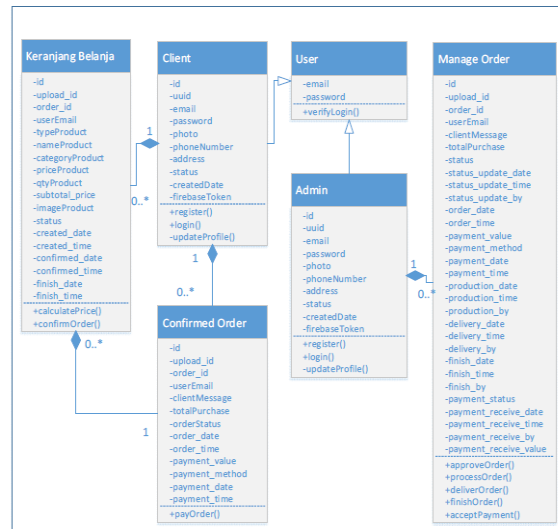 Keranjang Belanja
-id
-upload_id
-order_id
-userEmail
-typeProduct
-nameProduct
-categoryProduct
-priceProduct
-qtyProduct
-subtotal_price
-imageProduct
-status
-created_date
-created_time
-confirmed_date
-confirmed_time
-finish_date
-finish_time
+calculatePrice()
+confirmOrder()
1
0..*
0..*
1
Client
-id
-uuid
-email
-password
-photo
-phoneNumber
-address
-status
-createdDate
-firebaseToken
+register()
+login()
-updateProfile()
1
0..*
Confirmed Order
-id
-upload_id
-order_id
-userEmail
-clientMessage
-totalPurchase
-orderStatus
-order_date
-order_time
-payment_value
-payment_method
-payment_date
-payment_time
+payOrder()
User
-email
-password
+verifyLogin()
Admin
-id
-uuid
-email
-password
-photo
-phoneNumber
-address
-status
-createdDate
-firebaseToken
+register()
+login()
-updateProfile()
1
0..*
Manage Order
-id
-upload_id
-order_id
-userEmail
-clientMessage
-totalPurchase
-status
-status_update_date
-status_update_time
-status_update_by
-order_date
-order_time
-payment_value
-payment_method
-payment_date
-payment_time
-production_date
-production_time
-production_by
-delivery_date
-delivery_time
-delivery_by
-finish_date
-finish_time
-finish_by
-payment_status
-payment_receive_date
-payment_receive_time
-payment_receive_by
-payment_receive_value
+approveOrder()
+processOrder()
-deliverOrder()
+finishOrder()
+acceptPayment()